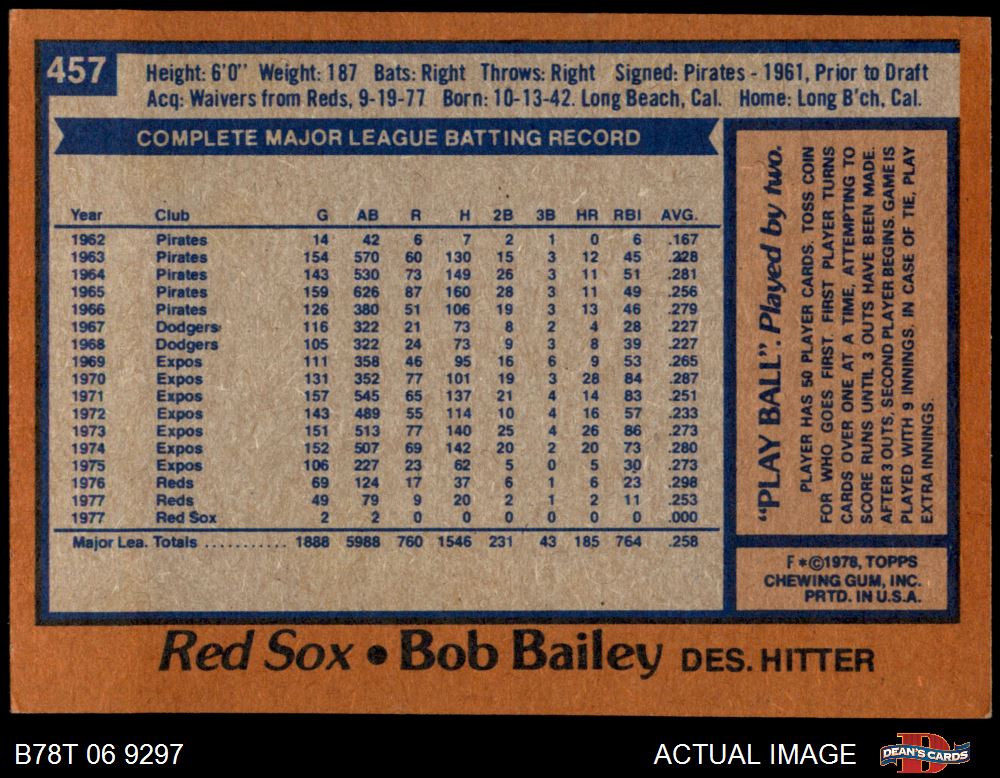 457
Height: 6'0" Weight: 187 Bats: Right Throws: Right Signed: Pirates - 1961, Prior to Draft
Acq: Waivers from Reds, 9-19-77 Born: 10-13-42. Long Beach, Cal. Home: Long B'ch, Cal.
COMPLETE MAJOR LEAGUE BATTING RECORD
Year Club G AB R H 2B 3B HR RBI AVG.
1962 Pirates 14 42 6 7 2 1 0 6 .167
1963 Pirates 154 570 60 130 15 3 12 45 .228
1964 Pirates 143 530 73 149 26 3 11 51 .281
1965 Pirates 159 626 87 160 28 3 11 49 .256
1966 Pirates 126 380 51 106 19 3 13 46 .279
1967 Dodgers 116 322 21 73 8 2 4 28 .227
1968 Dodgers 105 322 24 73 9 3 8 39 .227
1969 Expos 111 358 46 95 16 6 9 53 .265
1970 Expos 131 352 77 101 19 3 28 84 .287
1971 Expos 157 545 65 137 21 4 14 83 .251
1972 Expos 143 489 55 114 10 4 16 57 .233
1973 Expos 151 513 77 140 25 4 26 86 .273
1974 Expos 152 507 69 142 20 2 20 73 .280
1975 Expos 106 227 23 62 5 0 5 30 .273
1976 Reds 69 124 17 37 6 1 6 23 .298
1977 Reds 49 79 9 20 2 1 2 11 .253
1977 Red Sox 2 2 0 0 0 0 0 0 .000
Major Lea. Totals ........... 1888 5988 760 1546 231 43 185 764 .258
"PLAY BALL". Played by two.
PLAYER HAS 50 PLAYER CARDS. TOSS COIN
FOR WHO GOES FIRST. FIRST PLAYER TURNS
CARDS OVER ONE AT A TIME, ATTEMPTING TO
SCORE RUNS UNTIL 3 OUTS HAVE BEEN MADE.
AFTER 3 OUTS, SECOND PLAYER BEGINS. GAME IS
PLAYED WITH 9 INNINGS. IN CASE OF TIE, PLAY
EXTRA INNINGS.
F*©1978, TOPPS
CHEWING GUM, INC.
PRTD. IN U.S.A.
Red Sox • Bob Bailey DES. HITTER
B78T 06 9297
ACTUAL IMAGE
DEAN'S CARDS